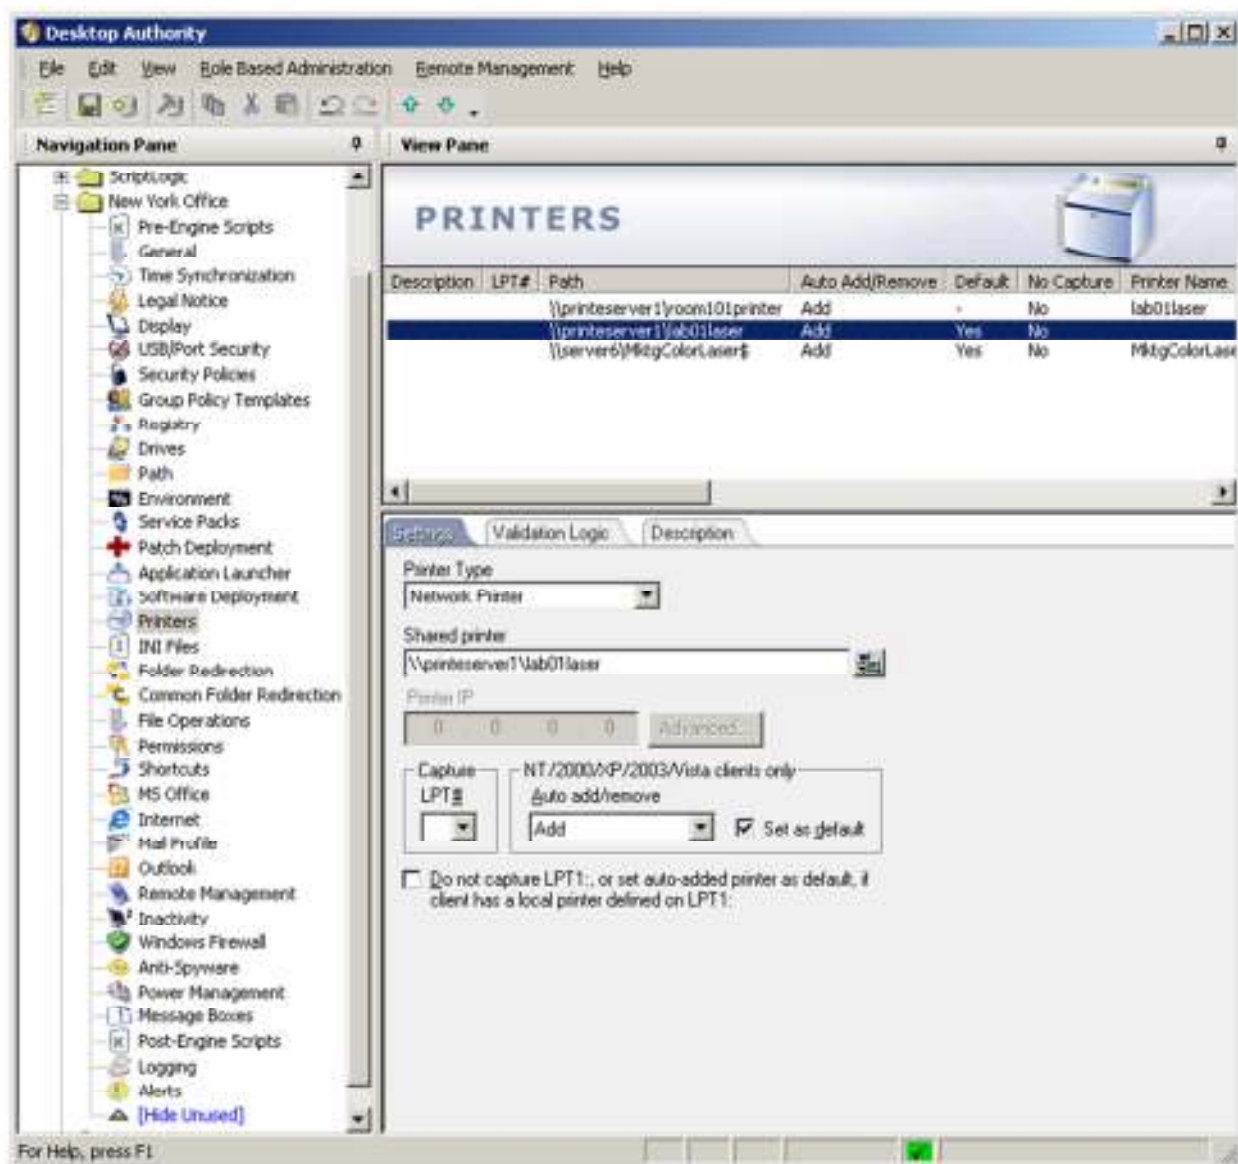 Desktop Authority
File Edit View Role Based Administration Remote Management Help
Navigation Pane
ScriptLogic
New York Office
Pre-Engine Scripts
General
Time Synchronization
Legal Notice
Display
USB/Port Security
Security Policies
Group Policy Templates
Registry
Drives
Path
Environment
Service Packs
Patch Deployment
Application Launcher
Software Deployment
Printers
INI Files
Folder Redirection
Common Folder Redirection
File Operations
Permissions
Shortcuts
MS Office
Internet
Mail Profile
Outlook
Remote Management
Inactivity
Windows Firewall
Anti-Spyware
Power Management
Message Boxes
Post-Engine Scripts
Logging
Alerts
[Hide Unused]
View Pane
PRINTERS
Description LPT# Path Auto Add/Remove Default No Capture Printer Name
\\printeserver1\room101printer Add - No lab01laser
\\printeserver1\lab01laser Add Yes No
\\server6\MktgColorLaser$ Add Yes No MktgColorLase
Settings Validation Logic Description
Printer Type
Network Printer
Shared printer
\\printeserver1\lab01laser
Printer IP
0 0 0 0 Advanced...
Capture NT/2000/XP/2003/Vista clients only
LPT# Auto add/remove
Add Set as default
Do not capture LPT1:, or set auto-added printer as default, if
client has a local printer defined on LPT1:
For Help, press F1